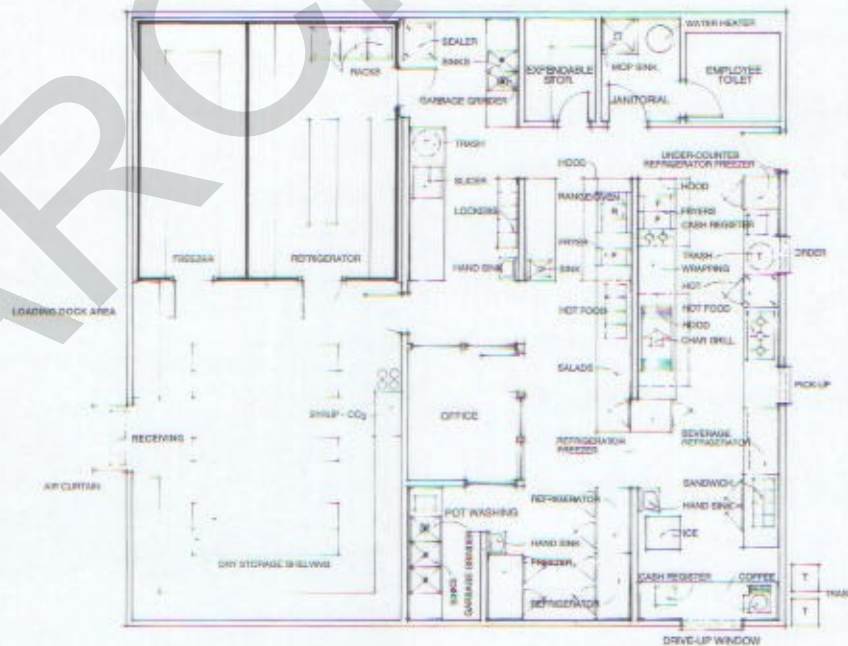 ARC
WATER HEATER
SEALER
SINKS
RACKS
EXPENDABLE
STOR.
MOP SINK
EMPLOYEE
TOILET
GARBAGE GRINDER
JANITORIAL
TRASH
HOOD
UNDER-COUNTER
REFRIGERATOR FREEZER
SLICER
RANGE/OVEN
HOOD
LOCKERS
FRYERS
CASH REGISTER
FRYER
TRASH
T
ORDER
FREEZER
REFRIGERATOR
HAND SINK
SINK
WRAPPING
HOT
LOADING DOCK AREA
HOT FOOD
HOT FOOD
HOOD
CHAR GRILL
SALADS
PICK-UP
SYRUP - CO2
OFFICE
RECEIVING
REFRIGERATOR
FREEZER
BEVERAGE
REFRIGERATOR
AIR CURTAIN
SANDWICH
REFRIGERATOR
HAND SINK
POT WASHING
ICE
HAND SINK
DRY STORAGE SHELVING
FREEZER
SINKS
GARBAGE GRINDER
REFRIGERATOR
CASH REGISTER
COFFEE
T
TRAS
T
DRIVE-UP WINDOW